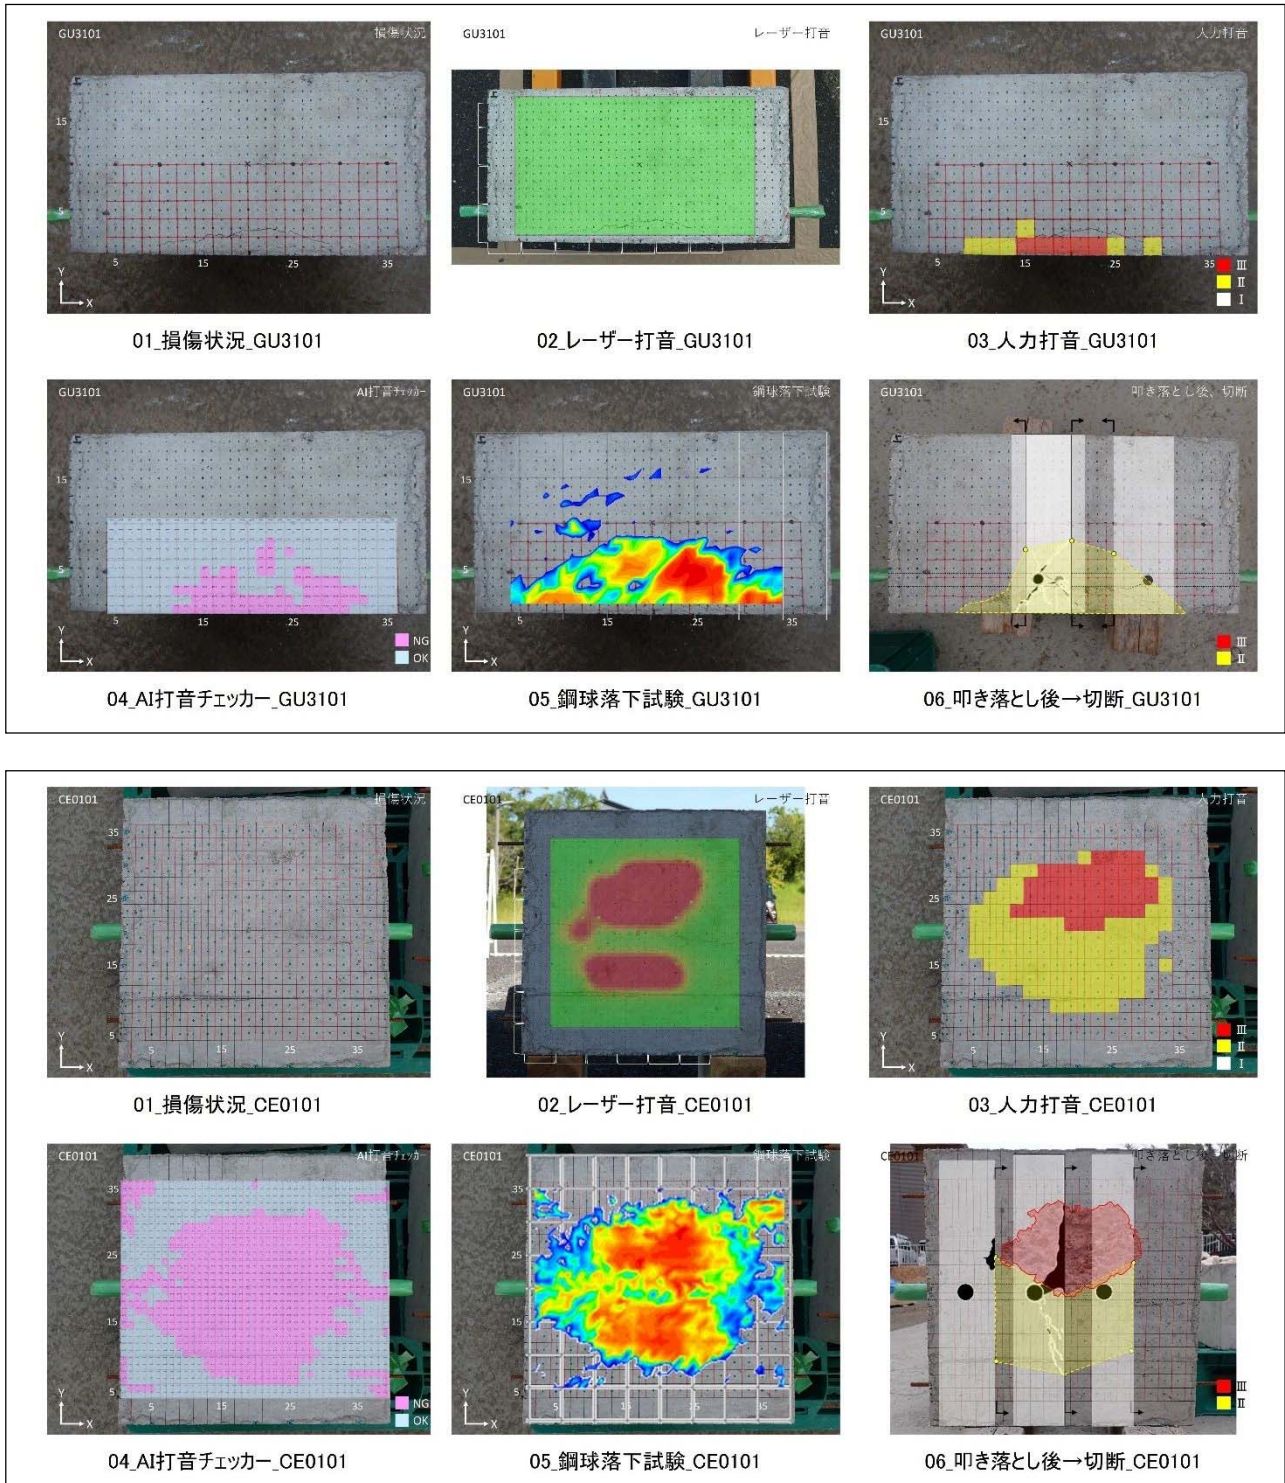 GU3101 損傷状況
15
5
5 15 25 35
Y
X
01_損傷状況_GU3101
GU3101 レーザー打音
02_レーザー打音_GU3101
GU3101 人力打音
15
5
5 15 25 35
Y
X
III
II
I
03_人力打音_GU3101
GU3101 AI打音チェッカー
15
5
5 15 25 35
Y
X
NG
OK
04_AI打音チェッカー_GU3101
GU3101 鋼球落下試験
15
5
5 15 25 35
Y
X
05_鋼球落下試験_GU3101
GU3101 叩き落とし後、切断
III
II
06_叩き落とし後→切断_GU3101
CE0101 損傷状況
35
25
15
5
5 15 25 35
Y
X
01_損傷状況_CE0101
CE0101 レーザー打音
02_レーザー打音_CE0101
CE0101 人力打音
35
25
15
5
5 15 25 35
Y
X
III
II
I
03_人力打音_CE0101
CE0101 AI打音チェッカー
35
25
15
5
5 15 25 35
Y
X
NG
OK
04_AI打音チェッカー_CE0101
CE0101 鋼球落下試験
35
25
15
5
5 15 25 35
Y
X
05_鋼球落下試験_CE0101
CE0101 叩き落とし後、切断
III
II
06_叩き落とし後→切断_CE0101